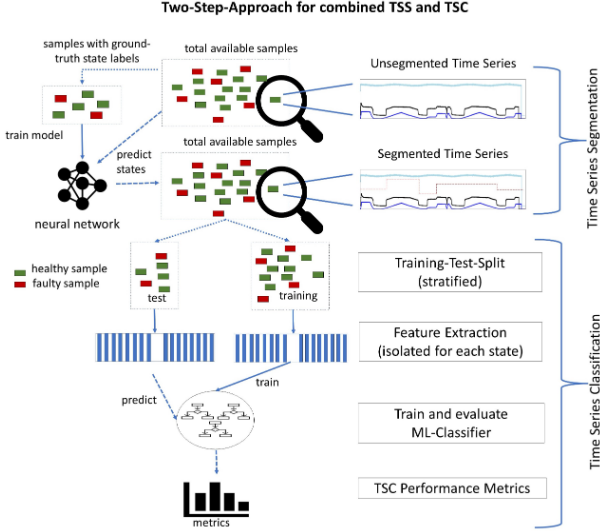 Two-Step-Approach for combined TSS and TSC
samples with ground-
truth state labels
total available samples
Unsegmented Time Series
train model
total available samples
predict
states
Segmented Time Series
neural network
Time Series Segmentation
healthy sample
faulty sample
test
training
Training-Test-Split
(stratified)
Feature Extraction
(isolated for each state)
train
predict
Train and evaluate
ML-Classifier
Time Series Classification
TSC Performance Metrics
metrics